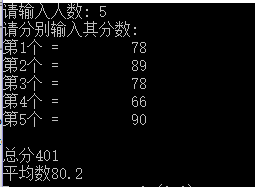 请输入人数: 5
请分别输入其分数:
第1个 = 78
第2个 = 89
第3个 = 78
第4个 = 66
第5个 = 90
总分401
平均数80.2